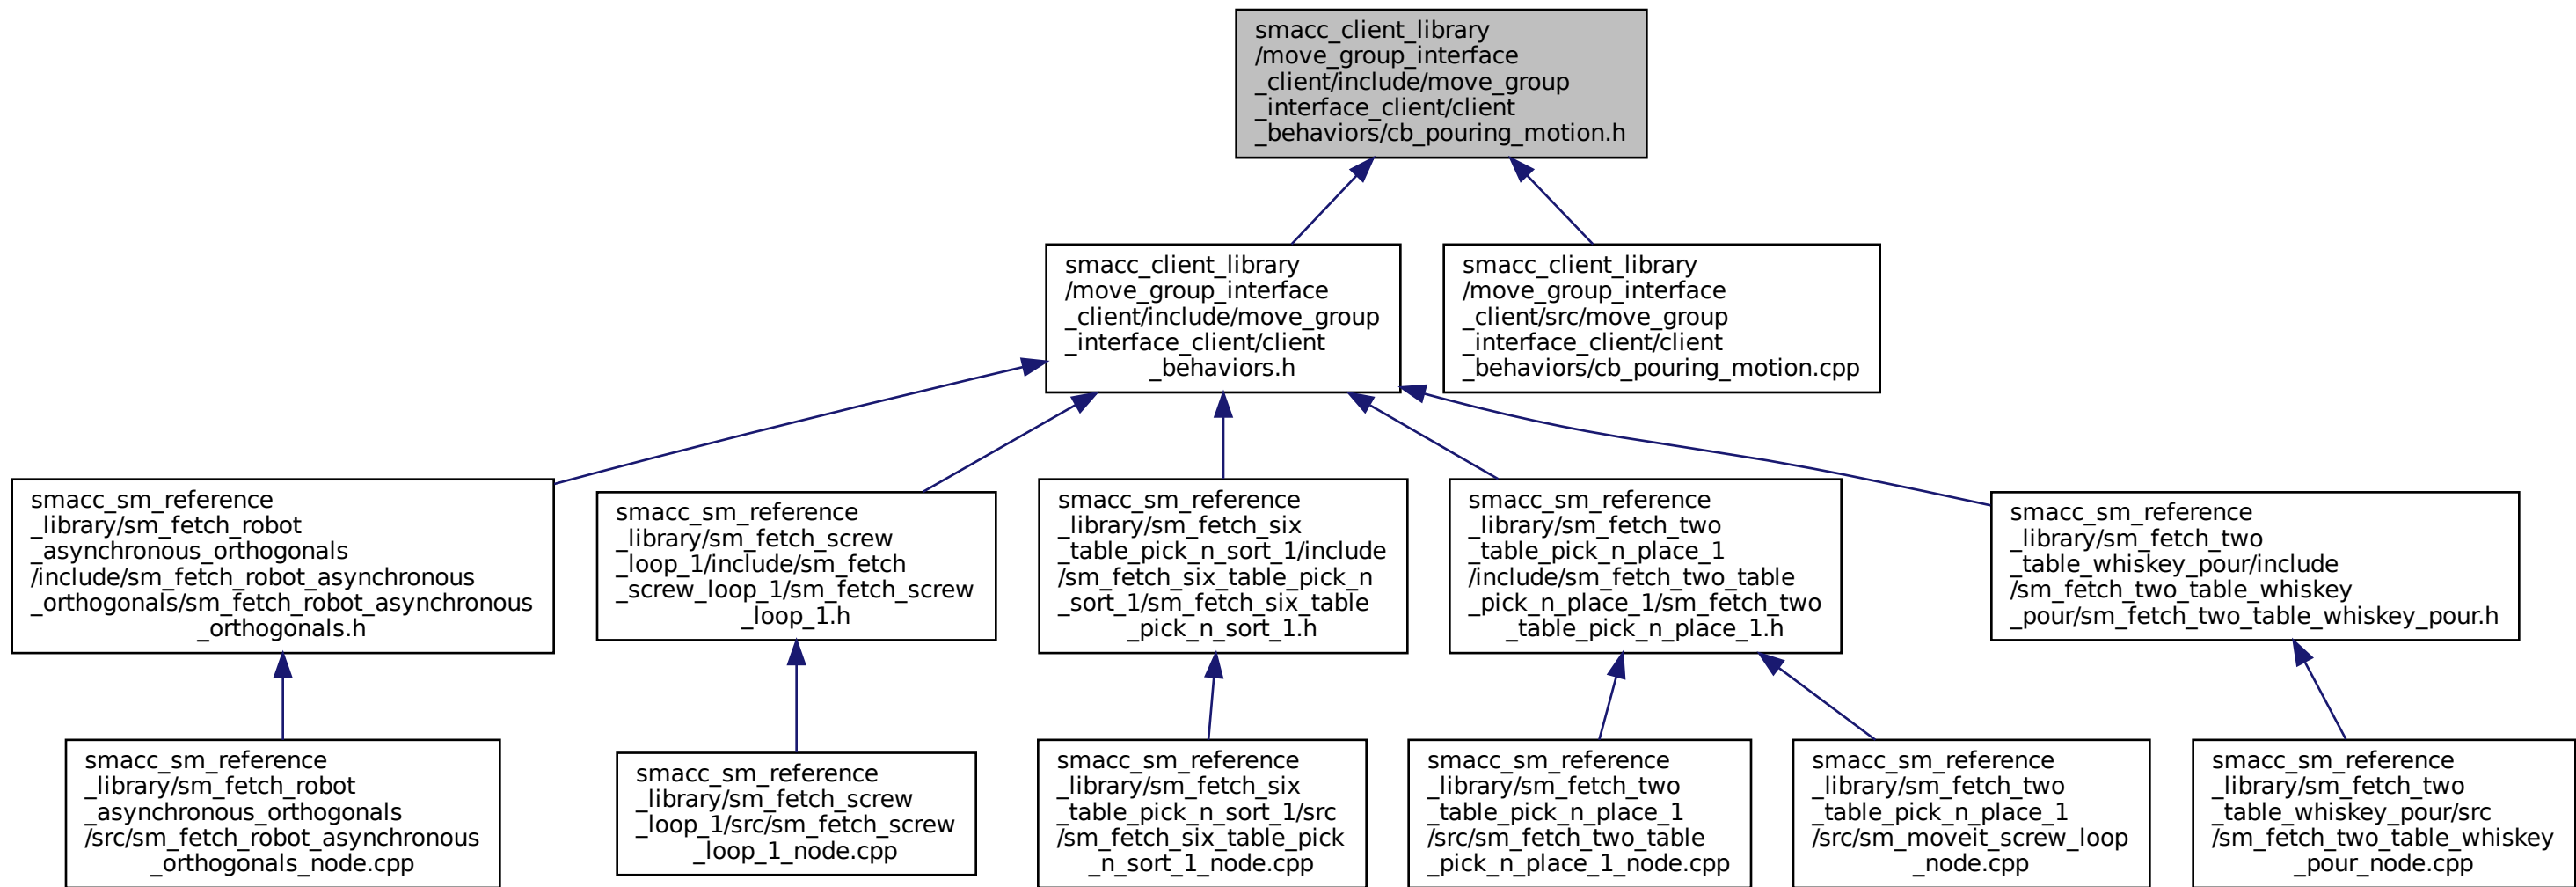 smacc_client_library
/move_group_interface
_client/include/move_group
_interface_client/client
_behaviors/cb_pouring_motion.h
smacc_client_library
/move_group_interface
_client/include/move_group
_interface_client/client
_behaviors.h
smacc_client_library
/move_group_interface
_client/src/move_group
_interface_client/client
_behaviors/cb_pouring_motion.cpp
smacc_sm_reference
_library/sm_fetch_robot
_asynchronous_orthogonals
/include/sm_fetch_robot_asynchronous
_orthogonals/sm_fetch_robot_asynchronous
_orthogonals.h
smacc_sm_reference
_library/sm_fetch_screw
_loop_1/include/sm_fetch
_screw_loop_1/sm_fetch_screw
_loop_1.h
smacc_sm_reference
_library/sm_fetch_six
_table_pick_n_sort_1/include
/sm_fetch_six_table_pick_n
_sort_1/sm_fetch_six_table
_pick_n_sort_1.h
smacc_sm_reference
_library/sm_fetch_two
_table_pick_n_place_1
/include/sm_fetch_two_table
_pick_n_place_1/sm_fetch_two
_table_pick_n_place_1.h
smacc_sm_reference
_library/sm_fetch_two
_table_whiskey_pour/include
/sm_fetch_two_table_whiskey
_pour/sm_fetch_two_table_whiskey_pour.h
smacc_sm_reference
_library/sm_fetch_robot
_asynchronous_orthogonals
/src/sm_fetch_robot_asynchronous
_orthogonals_node.cpp
smacc_sm_reference
_library/sm_fetch_screw
_loop_1/src/sm_fetch_screw
_loop_1_node.cpp
smacc_sm_reference
_library/sm_fetch_six
_table_pick_n_sort_1/src
/sm_fetch_six_table_pick
_n_sort_1_node.cpp
smacc_sm_reference
_library/sm_fetch_two
_table_pick_n_place_1
/src/sm_fetch_two_table
_pick_n_place_1_node.cpp
smacc_sm_reference
_library/sm_fetch_two
_table_pick_n_place_1
/src/sm_moveit_screw_loop
_node.cpp
smacc_sm_reference
_library/sm_fetch_two
_table_whiskey_pour/src
/sm_fetch_two_table_whiskey
_pour_node.cpp